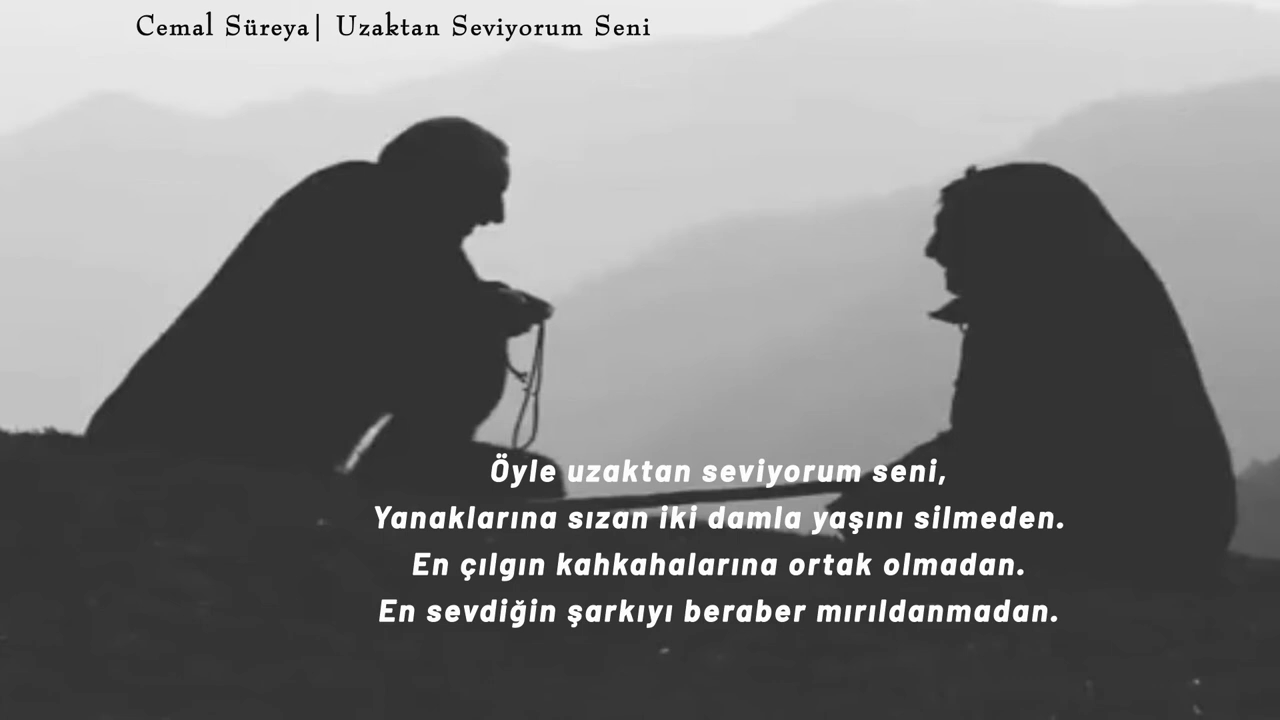 Cemal Süreya| Uzaktan Seviyorum Seni
Öyle uzaktan seviyorum seni,
Yanaklarına sızan iki damla yaşını silmeden.
En çılgın kahkahalarına ortak olmadan.
En sevdiğin şarkıyı beraber mırıldanmadan.